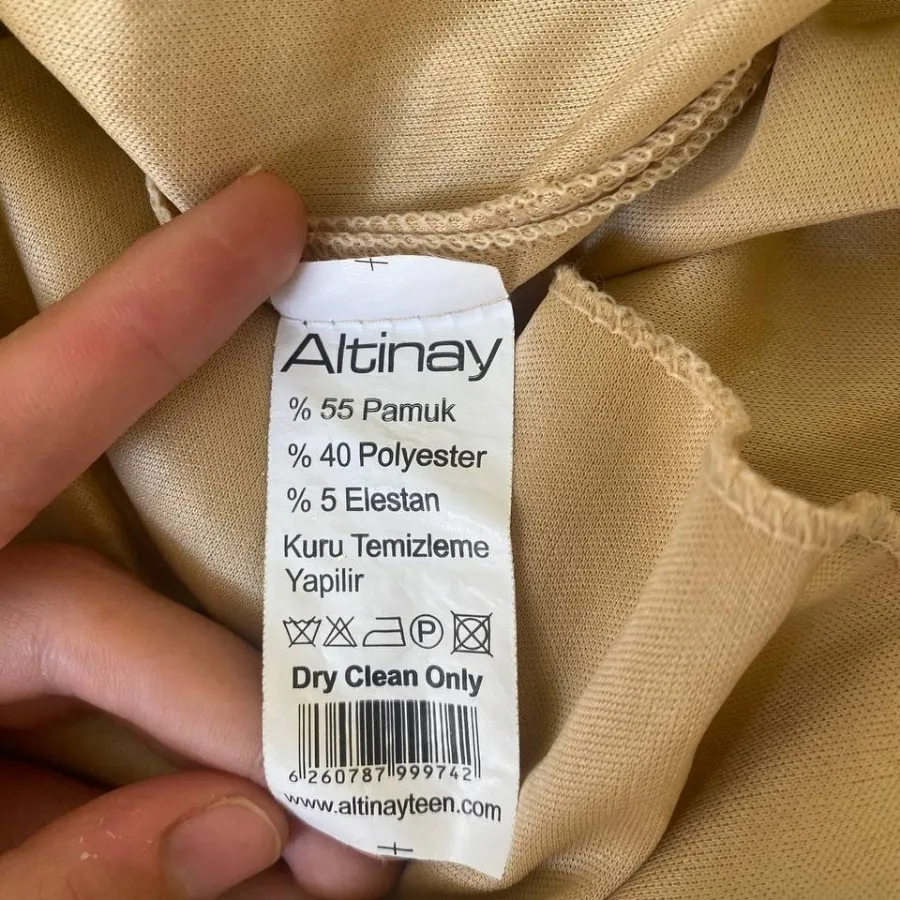 Altinay
% 55 Pamuk
% 40 Polyester
% 5 Elestan
Kuru Temizleme
Yapilir
P
Dry Clean Only
6 260787 999742
www.altinayteen.com